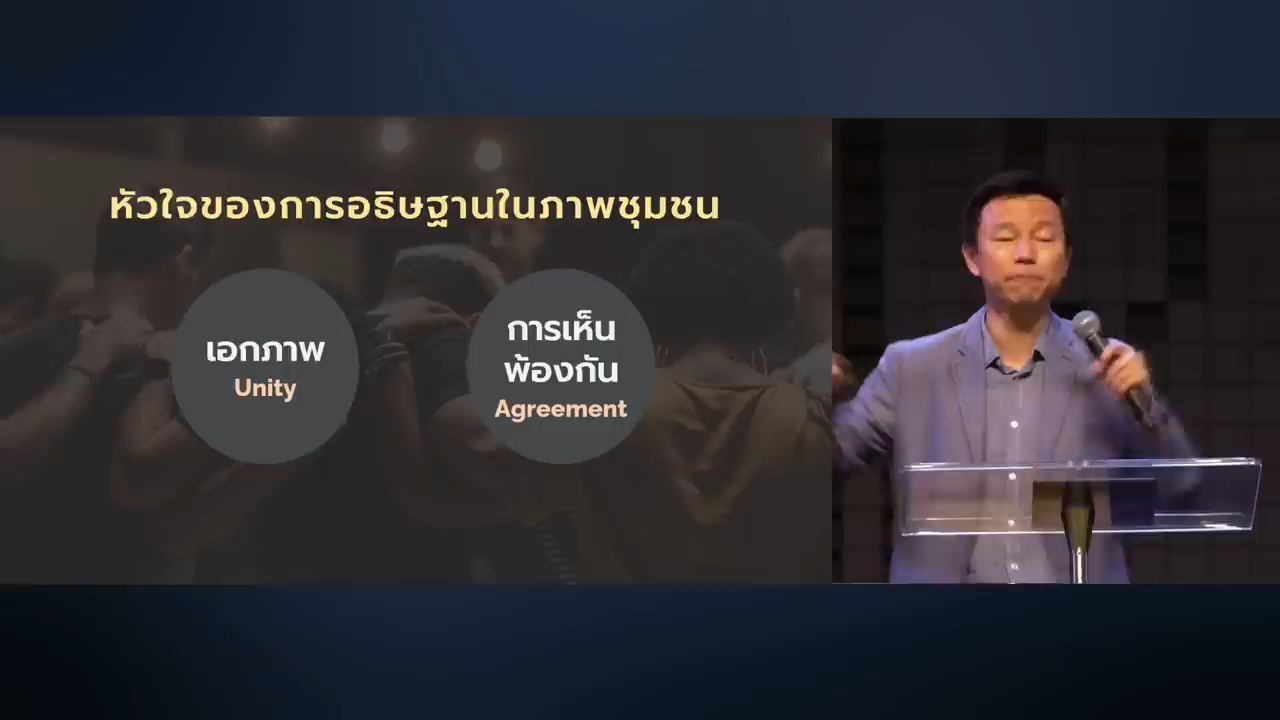 หัวใจของการอธิษฐานในภาพชุมชน
เอกภาพ
Unity
การเห็น
พ้องกัน
Agreement